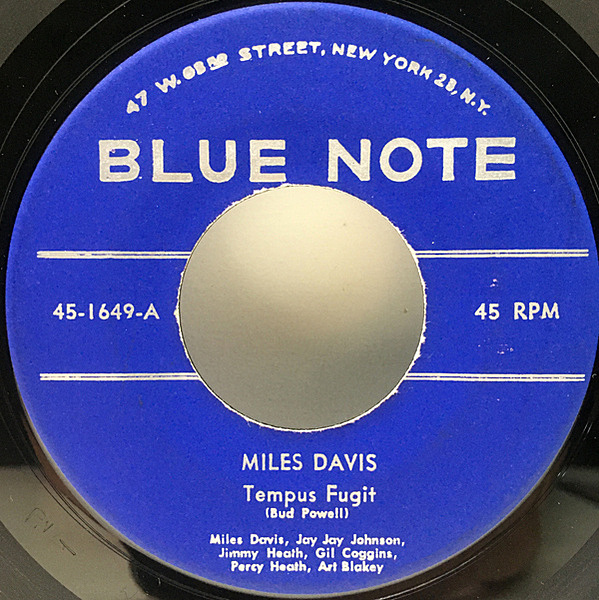 47 W. 63RD STREET, NEW YORK 23, N.Y.
BLUE NOTE
45-1649-A
45 RPM
MILES DAVIS
Tempus Fugit
(Bud Powell)
Miles Davis, Jay Jay Johnson,
Jimmy Heath, Gil Coggins,
Percy Heath, Art Blakey